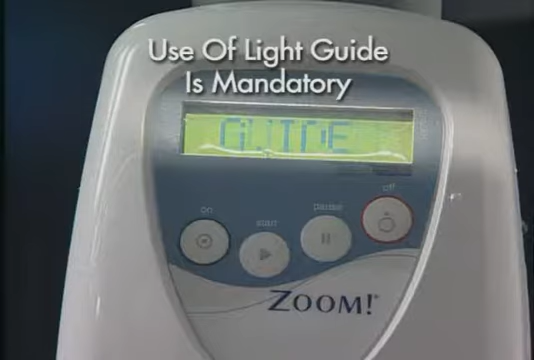 Use Of Light Guide
Is Mandatory
GUIDE
on
start
pause
off
ZOOM!